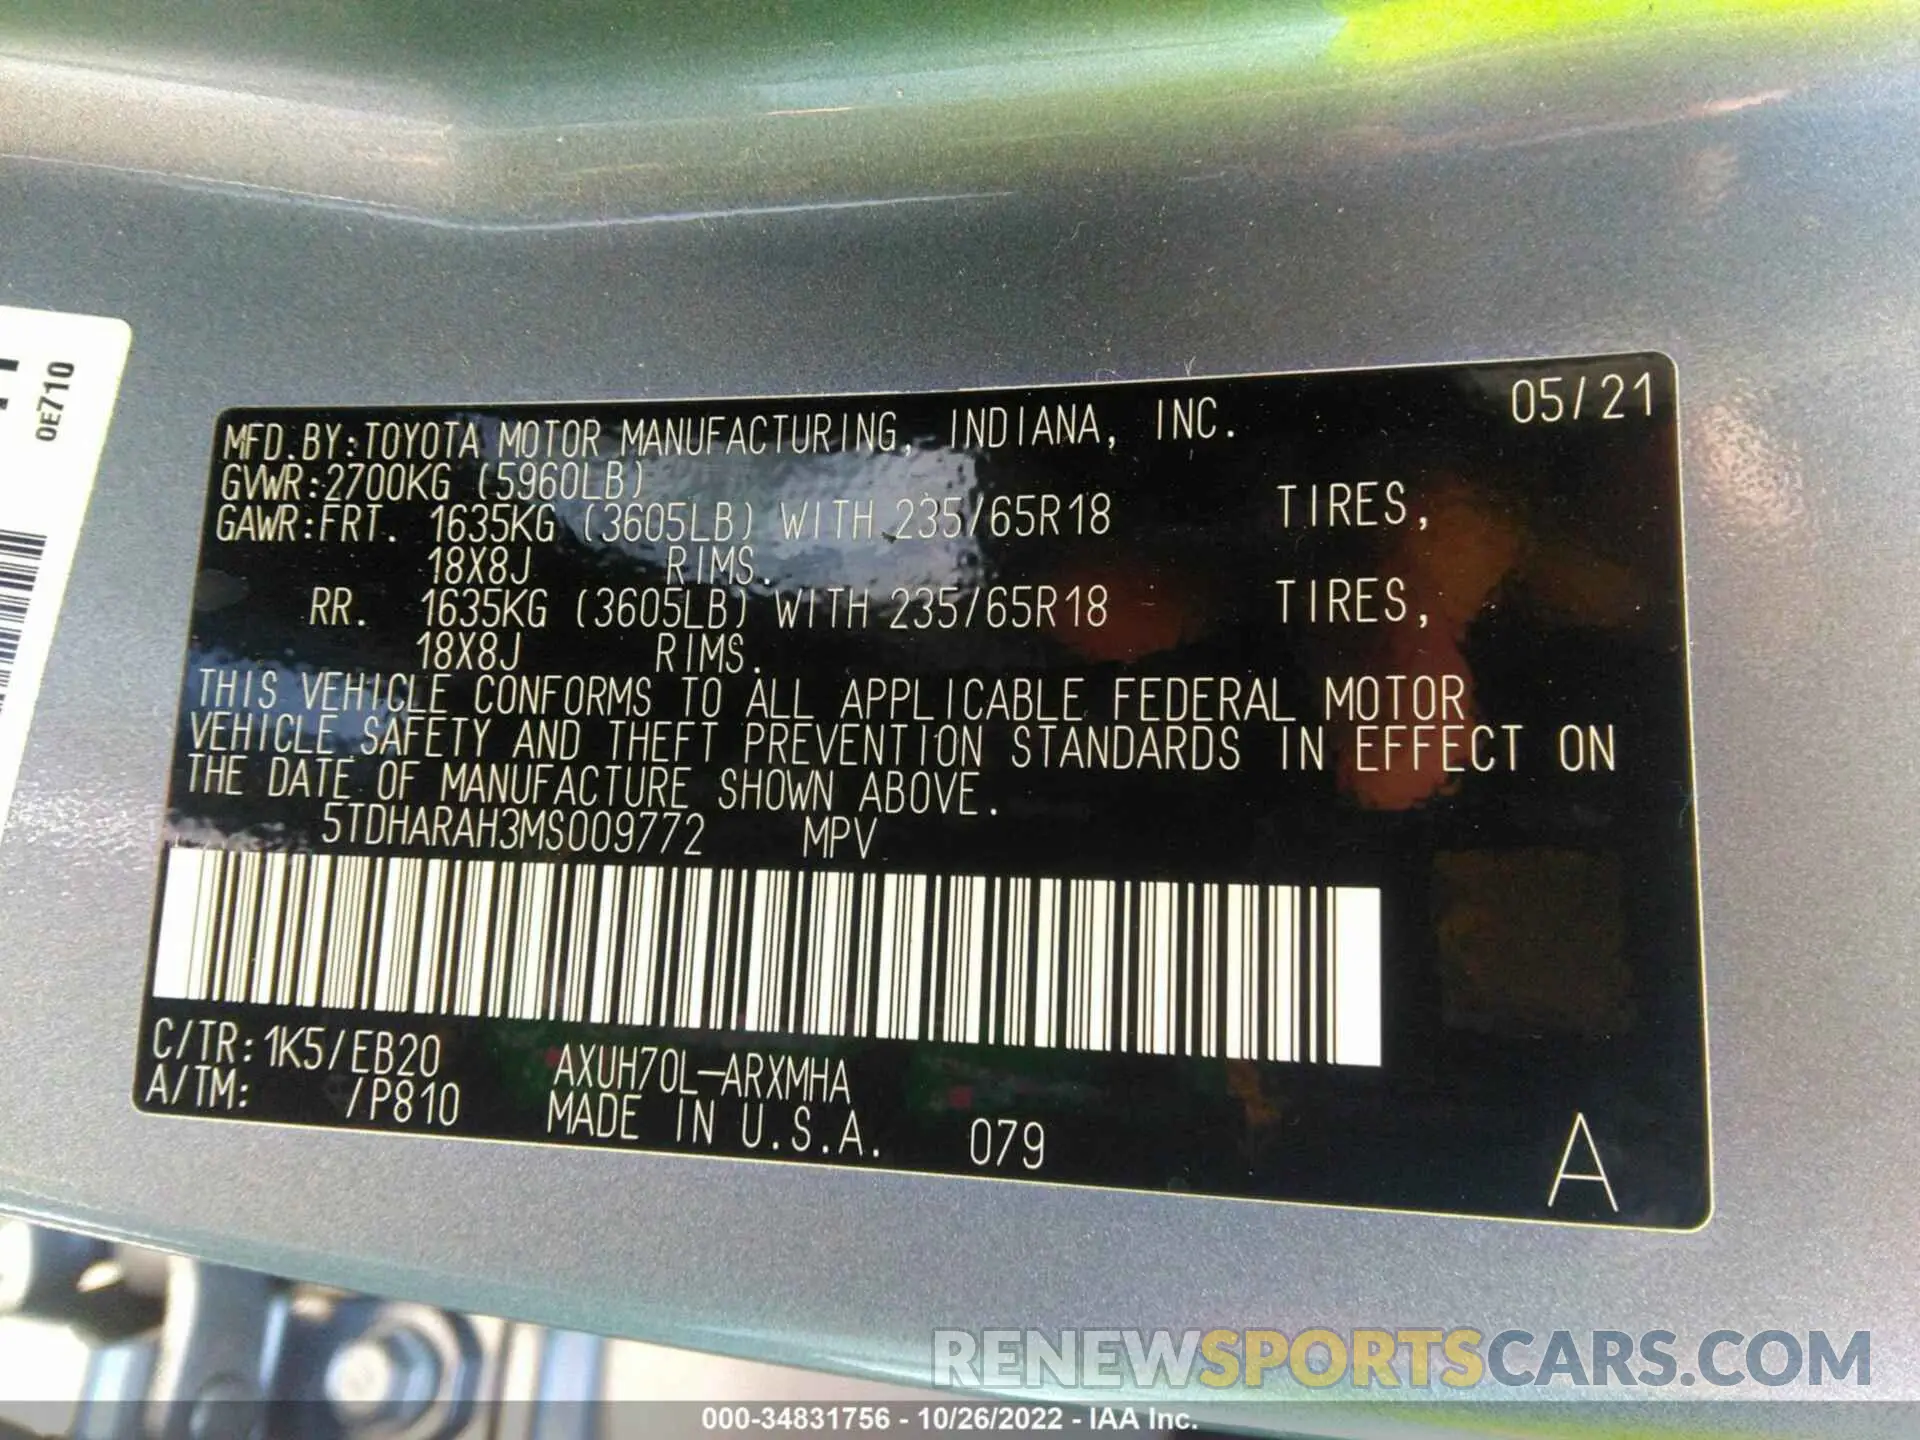 OE710
MFD.BY:TOYOTA MOTOR MANUFACTURING, INDIANA, INC. 05/21
GVWR:2700KG (5960LB)
GAWR:FRT. 1635KG (3605LB) WITH 235/65R18 TIRES,
18X8J RIMS.
RR. 1635KG (3605LB) WITH 235/65R18 TIRES,
18X8J RIMS.
THIS VEHICLE CONFORMS TO ALL APPLICABLE FEDERAL MOTOR
VEHICLE SAFETY AND THEFT PREVENTION STANDARDS IN EFFECT ON
THE DATE OF MANUFACTURE SHOWN ABOVE.
5TDHARAH3MS009772 MPV
C/TR:1K5/EB20 AXUH70L-ARXMHA
A/TM: /P810 MADE IN U.S.A. 079
A
RENEWSPORTSCARS.COM
000-34831756 - 10/26/2022 - IAA Inc.